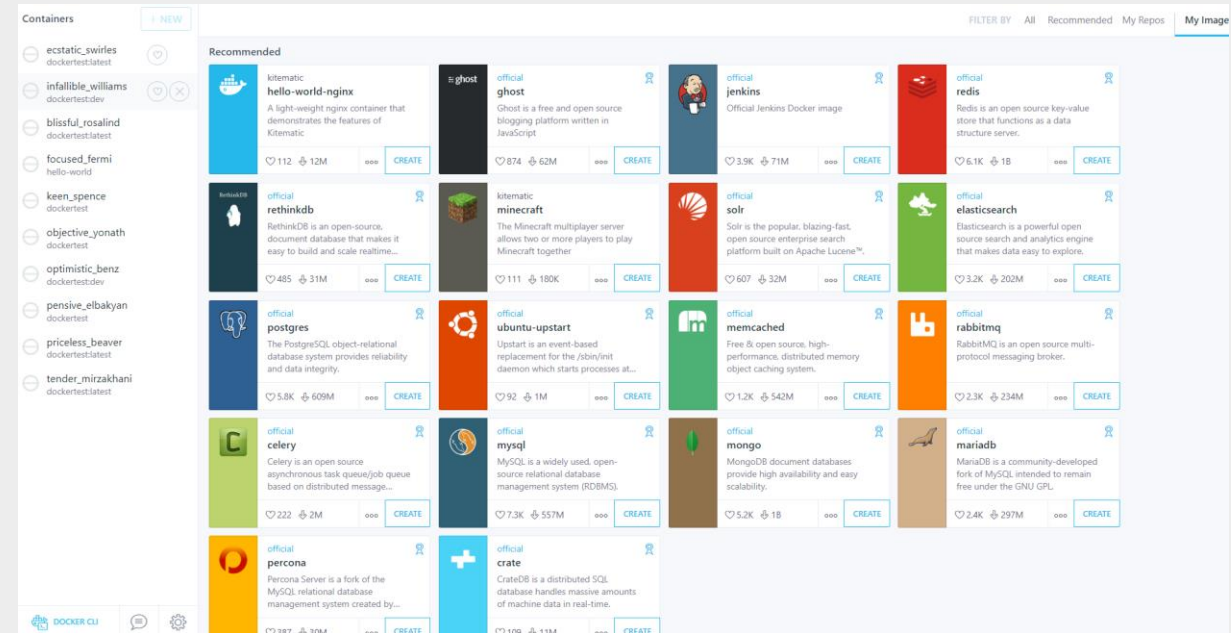 Containers
+ NEW
FILTER BY All Recommended My Repos My Image
ecstatic_swirles
dockertest:latest
infallible_williams
dockertest:dev
blissful_rosalind
dockertest:latest
focused_fermi
hello-world
keen_spence
dockertest
objective_yonath
dockertest
optimistic_benz
dockertest:dev
pensive_elbakyan
dockertest
priceless_beaver
dockertest:latest
tender_mirzakhani
dockertest:latest
DOCKER CLI
Recommended
kitematic
hello-world-nginx
A light-weight nginx container that
demonstrates the features of
Kitematic
112 12M
CREATE
ghost
official
ghost
Ghost is a free and open source
blogging platform written in
JavaScript
874 62M
CREATE
official
jenkins
Official Jenkins Docker image
3.9K 71M
CREATE
official
redis
Redis is an open source key-value
store that functions as a data
structure server.
6.1K 1B
CREATE
RethinkDB
official
rethinkdb
RethinkDB is an open-source,
document database that makes it
easy to build and scale realtime...
485 31M
CREATE
kitematic
minecraft
The Minecraft multiplayer server
allows two or more players to play
Minecraft together
111 180K
CREATE
official
solr
Solr is the popular, blazing-fast,
open source enterprise search
platform built on Apache Lucene™.
607 32M
CREATE
official
elasticsearch
Elasticsearch is a powerful open
source search and analytics engine
that makes data easy to explore.
3.2K 202M
CREATE
official
postgres
The PostgreSQL object-relational
database system provides reliability
and data integrity.
5.8K 609M
CREATE
official
ubuntu-upstart
Upstart is an event-based
replacement for the /sbin/init
daemon which starts processes at...
92 1M
CREATE
m
official
memcached
Free & open source, high-
performance, distributed memory
object caching system.
1.2K 542M
CREATE
official
rabbitmq
RabbitMQ is an open source multi-
protocol messaging broker.
2.3K 234M
CREATE
C
official
celery
Celery is an open source
asynchronous task queue/job queue
based on distributed message...
222 2M
CREATE
official
mysql
MySQL is a widely used, open-
source relational database
management system (RDBMS).
7.3K 557M
CREATE
official
mongo
MongoDB document databases
provide high availability and easy
scalability.
5.2K 1B
CREATE
official
mariadb
MariaDB is a community-developed
fork of MySQL intended to remain
free under the GNU GPL.
2.4K 297M
CREATE
official
percona
Percona Server is a fork of the
MySQL relational database
management system created by...
387 30M
CREATE
official
crate
CrateDB is a distributed SQL
database handles massive amounts
of machine data in real-time.
109 11M
CREATE